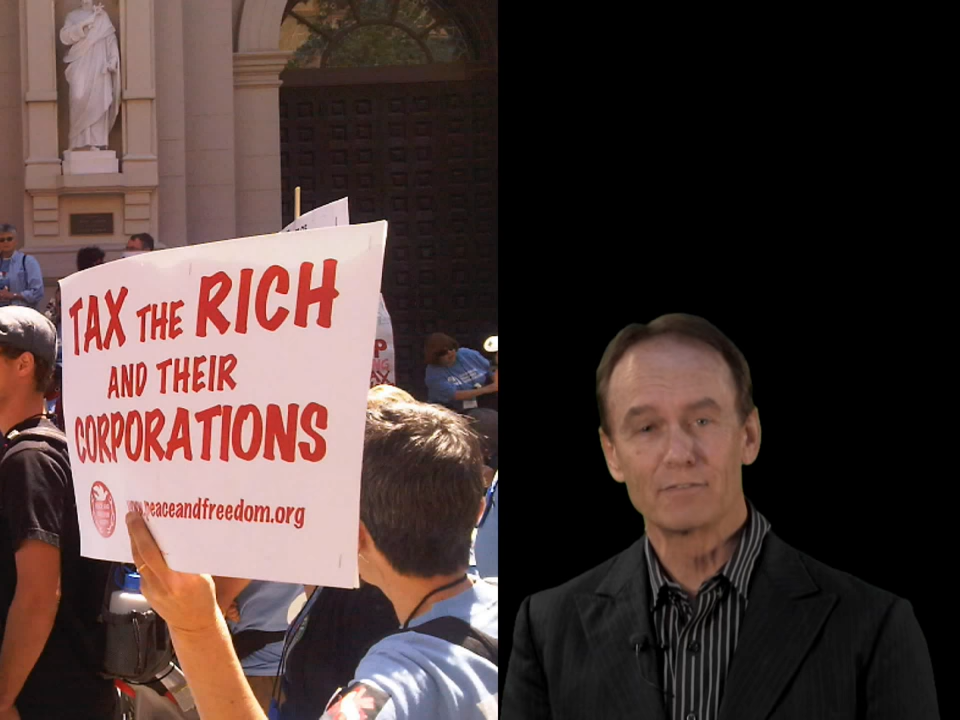 TAX THE RICH
AND THEIR
CORPORATIONS
peaceandfreedom.org